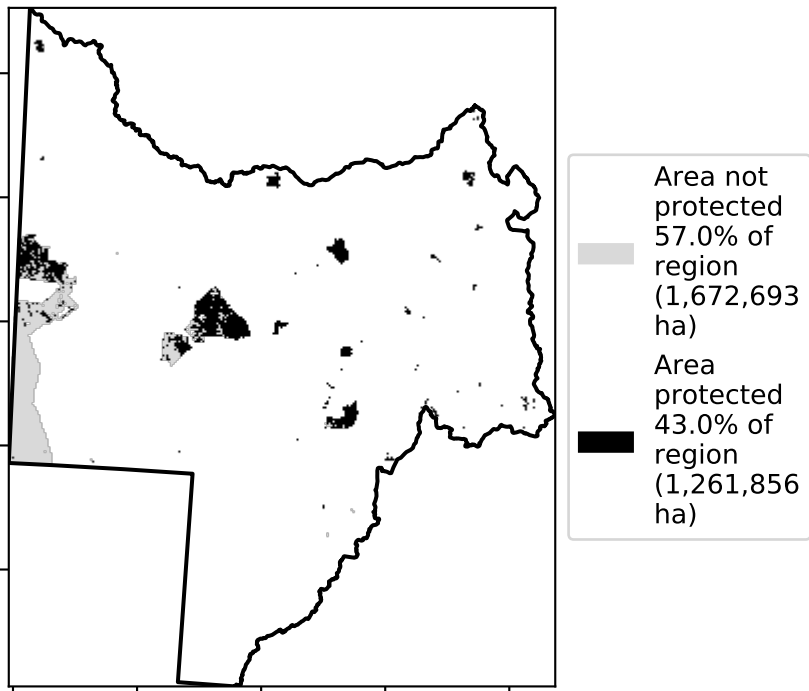 Area not
protected
57.0% of
region
(1,672,693
ha)
Area
protected
43.0% of
region
(1,261,856
ha)